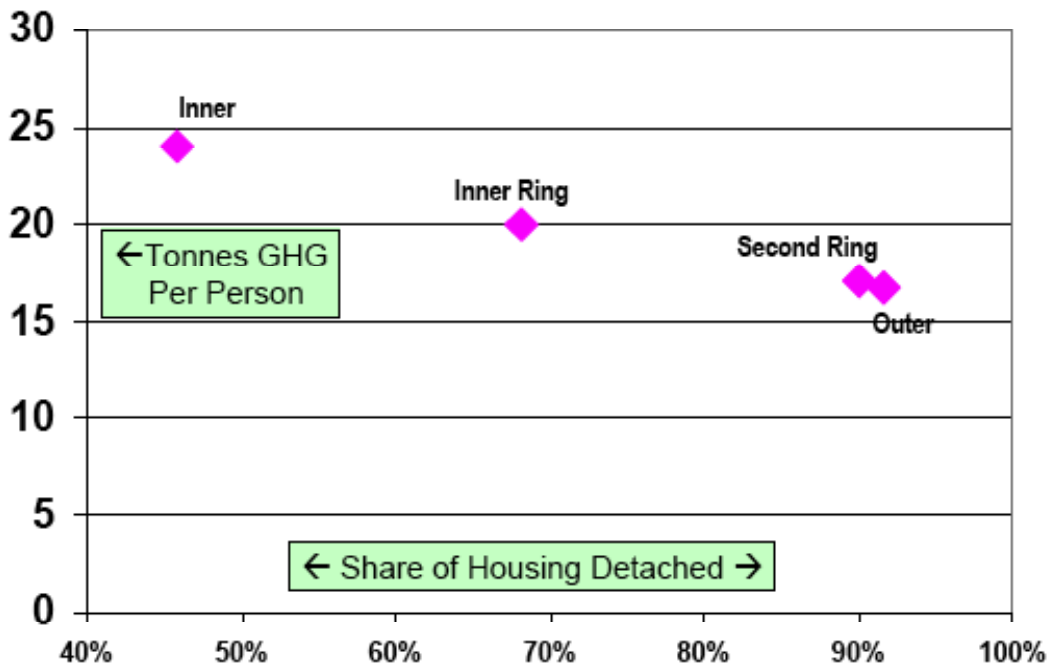 30
25
20
15
10
5
0
Inner
Inner Ring
Second Ring
Outer
←Tonnes GHG
Per Person
← Share of Housing Detached →
40%
50%
60%
70%
80%
90%
100%